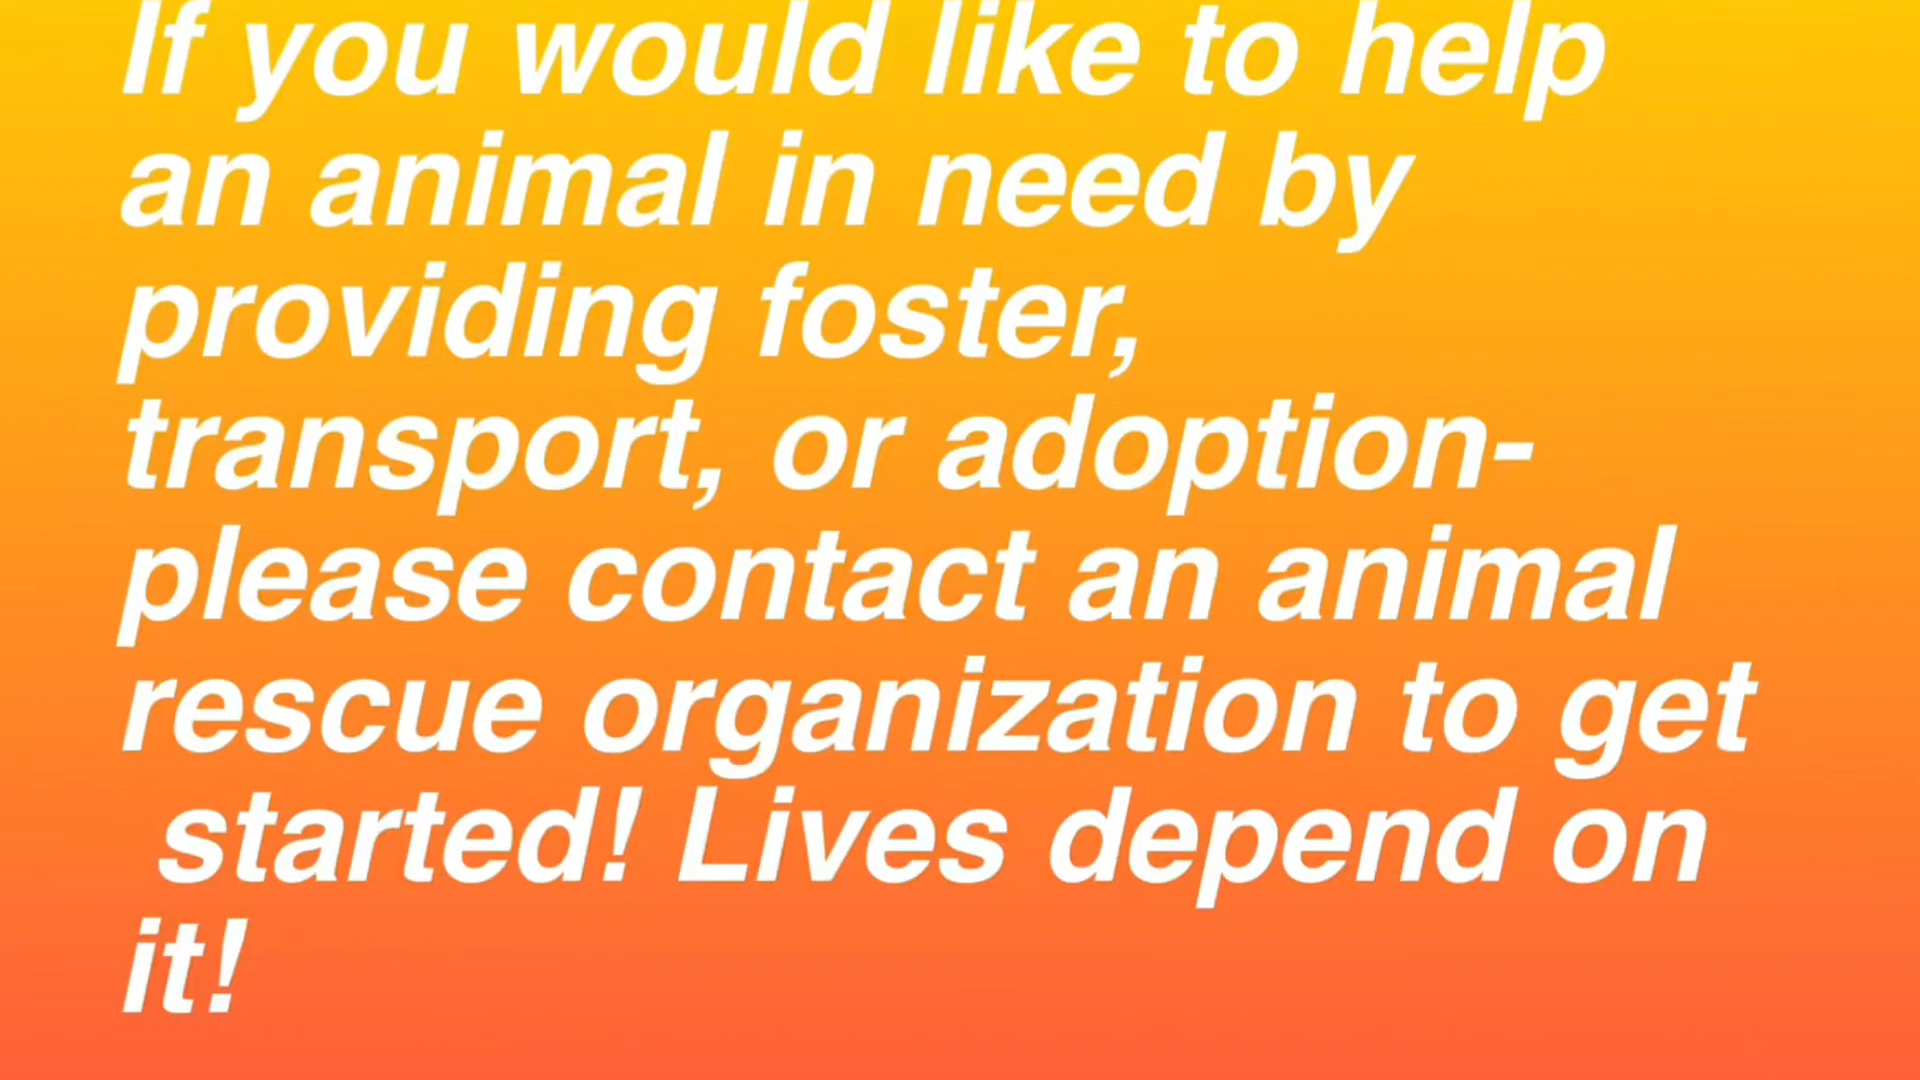 If you would like to help
an animal in need by
providing foster,
transport, or adoption-
please contact an animal
rescue organization to get
started! Lives depend on
it!